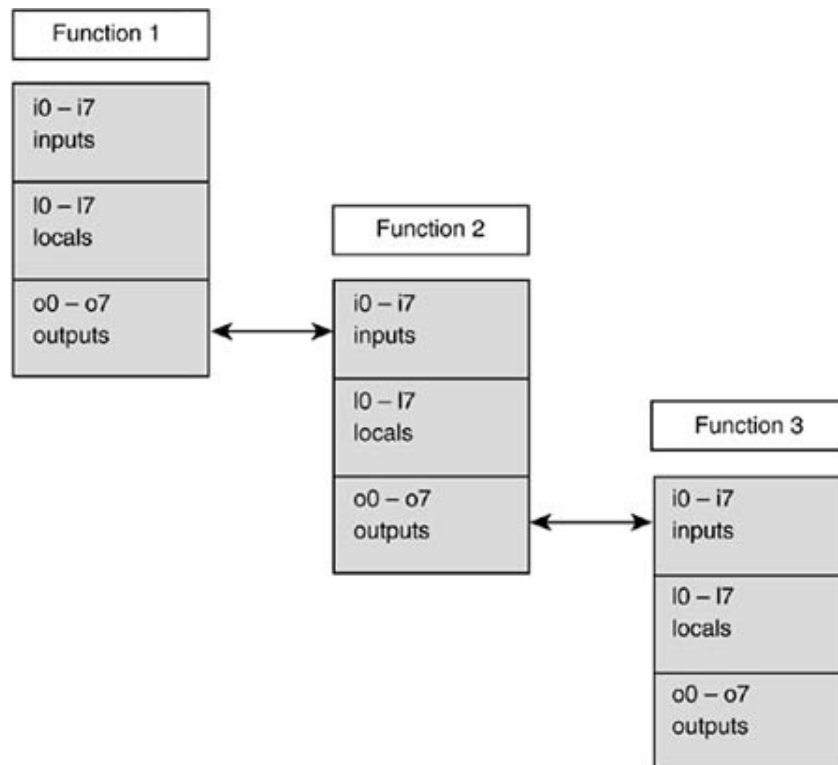 Function 1
i0 – i7
inputs
l0 – l7
locals
o0 – o7
outputs
Function 2
i0 – i7
inputs
l0 – l7
locals
o0 – o7
outputs
Function 3
i0 – i7
inputs
l0 – l7
locals
o0 – o7
outputs